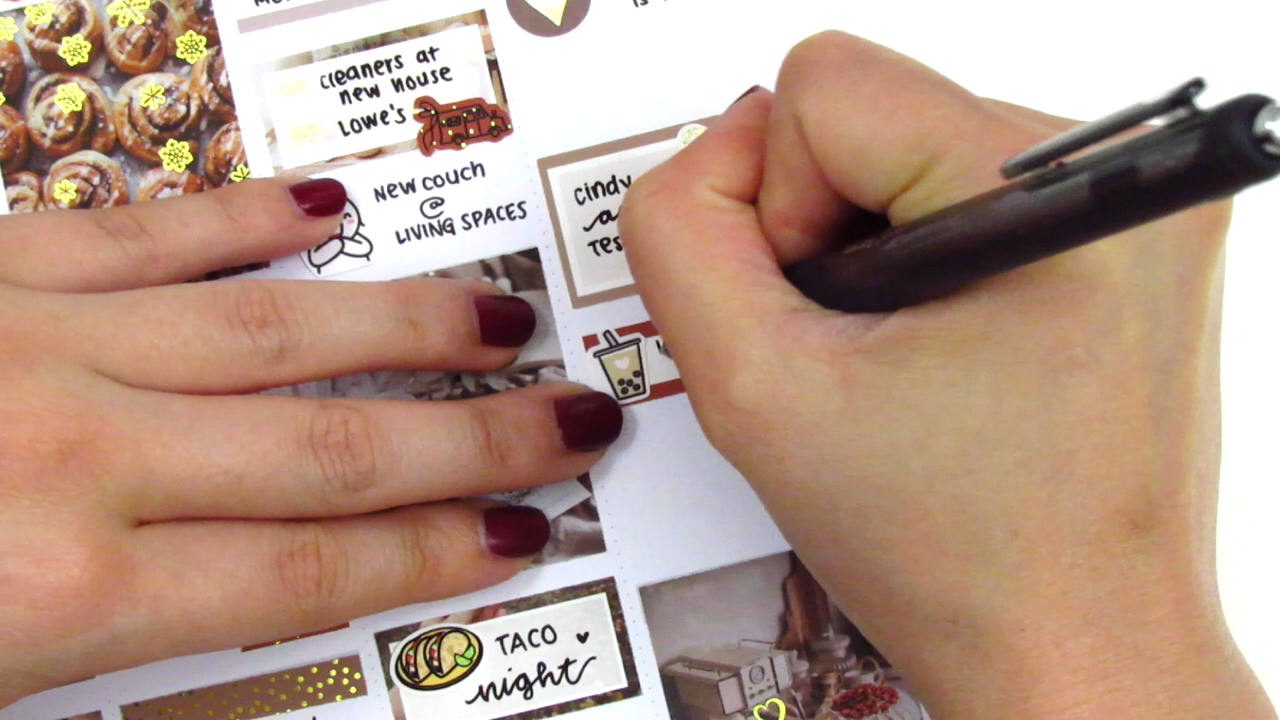 cleaners at
new house
LOWE'S
NEW COUCH
@
LIVING SPACES
cindy
TACO
night